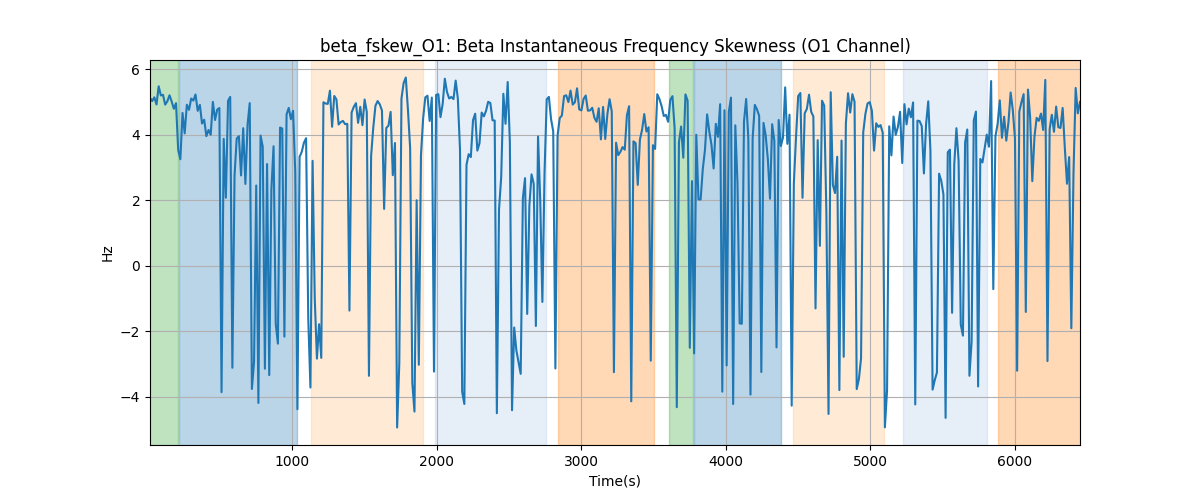 beta_fskew_O1: Beta Instantaneous Frequency Skewness (O1 Channel)
6
4
2
0
−2
−4
Hz
1000 2000 3000 4000 5000 6000
Time(s)